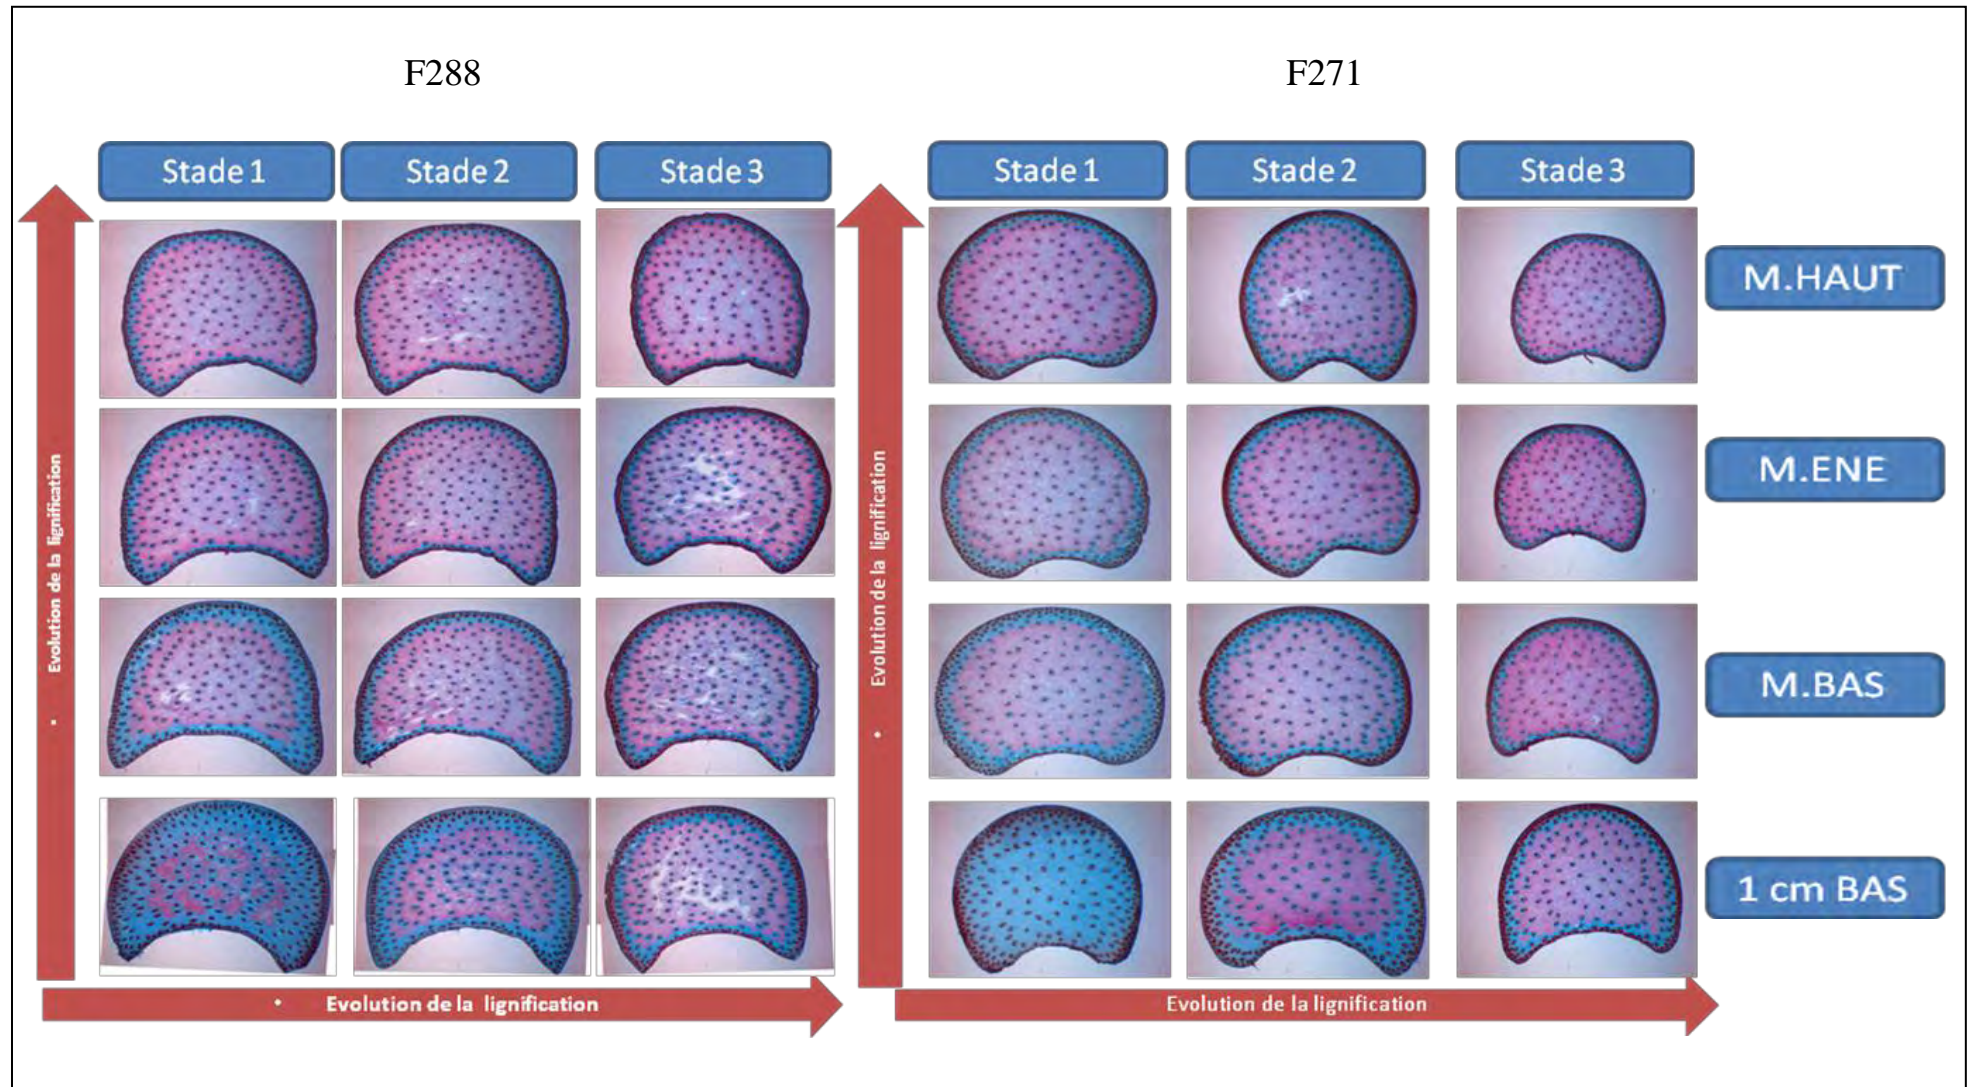 F288
F271
Stade 1
Stade 2
Stade 3
Stade 1
Stade 2
Stade 3
M.HAUT
M.ENE
M.BAS
1 cm BAS
• Evolution de la lignification
• Evolution de la lignification
• Evolution de la lignification
Evolution de la lignification